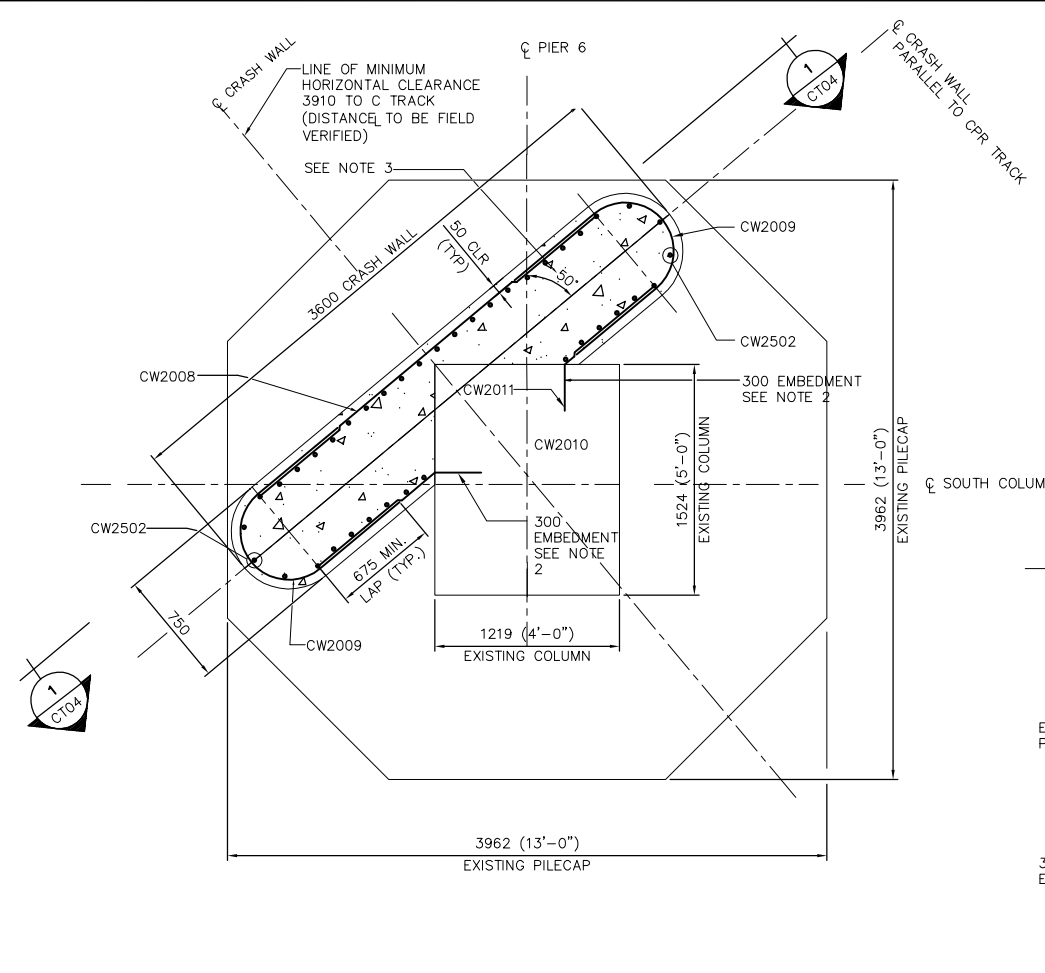 ℄ PIER 6
℄ CRASH WALL
LINE OF MINIMUM
HORIZONTAL CLEARANCE
3910 TO C TRACK
(DISTANCE℄ TO BE FIELD
VERIFIED)
SEE NOTE 3
℄ CRASH WALL
PARALLEL TO CPR TRACK
1
CT04
3600 CRASH WALL
50 CLR
(TYP)
50°
CW2009
CW2502
CW2008
CW2011
300 EMBEDMENT
SEE NOTE 2
CW2010
1524 (5'-0")
EXISTING COLUMN
3962 (13'-0")
EXISTING PILECAP
℄ SOUTH COLUM
CW2502
300
EMBEDMENT
SEE NOTE
2
675 MIN.
LAP (TYP.)
750
CW2009
1219 (4'-0")
EXISTING COLUMN
1
CT04
3962 (13'-0")
EXISTING PILECAP
E
P
3
E